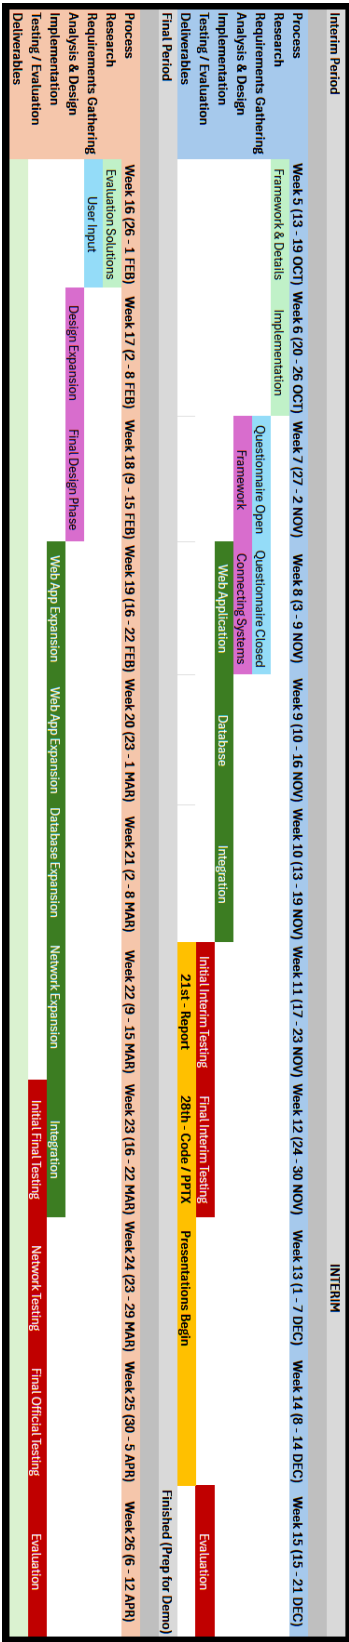 Interim Period INTERIM
Process Week 5 (13 - 19 OCT) Week 6 (20 - 26 OCT) Week 7 (27 - 2 NOV) Week 8 (3 - 9 NOV) Week 9 (10 - 16 NOV) Week 10 (13 - 19 NOV) Week 11 (17 - 23 NOV) Week 12 (24 - 30 NOV) Week 13 (1 - 7 DEC) Week 14 (8 - 14 DEC) Week 15 (15 - 21 DEC)
Research Framework & Details Implementation
Requirements Gathering Questionnaire Open Questionnaire Closed
Analysis & Design Framework Connecting Systems
Implementation Web Application Database Integration
Testing / Evaluation Initial Interim Testing Final Interim Testing Evaluation
Deliverables 21st - Report 28th - Code / PPTX Presentations Begin
Final Period Finished (Prep for Demo)
Process Week 16 (26 - 1 FEB) Week 17 (2 - 8 FEB) Week 18 (9 - 15 FEB) Week 19 (16 - 22 FEB) Week 20 (23 - 1 MAR) Week 21 (2 - 8 MAR) Week 22 (9 - 15 MAR) Week 23 (16 - 22 MAR) Week 24 (23 - 29 MAR) Week 25 (30 - 5 APR) Week 26 (6 - 12 APR)
Research Evaluation Solutions
Requirements Gathering User Input
Analysis & Design Design Expansion Final Design Phase
Implementation Web App Expansion Web App Expansion Database Expansion Network Expansion Integration
Testing / Evaluation Initial Final Testing Network Testing Final Official Testing Evaluation
Deliverables